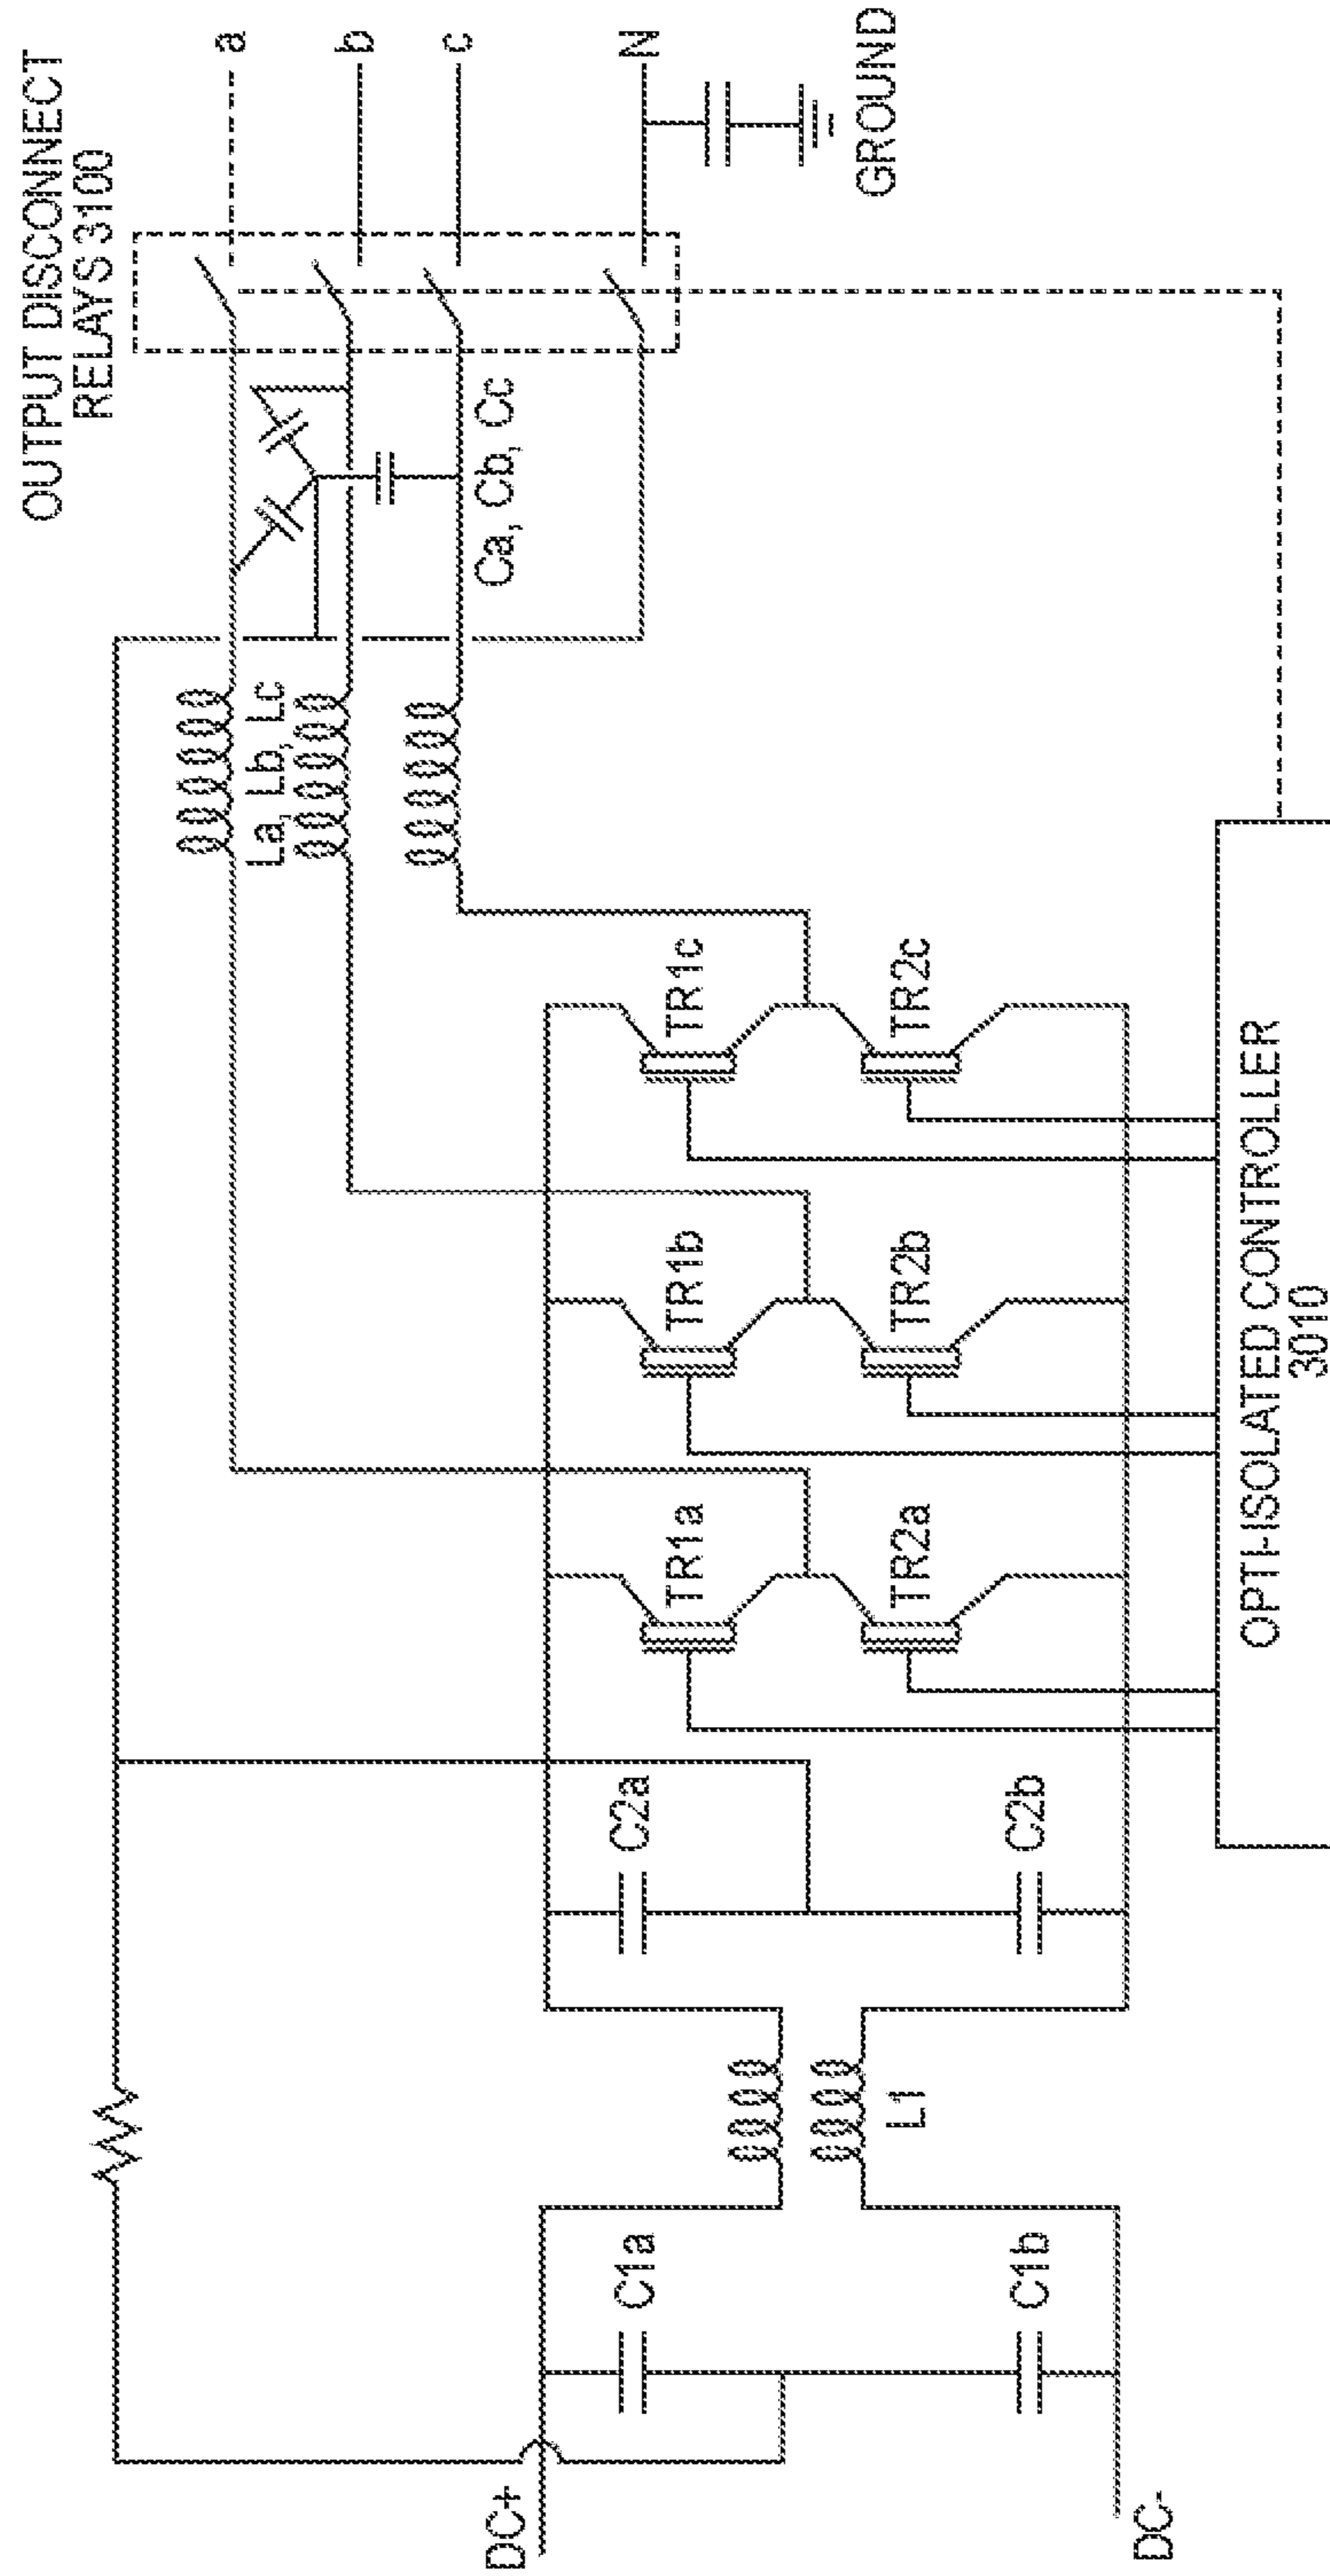 OUTPUT DISCONNECT
RELAYS 3100
a
b
c
N
GROUND
La, Lb, Lc
Ca, Cb, Cc
DC+
C1a
C1b
DC-
L1
C2a
C2b
TR1a
TR2a
TR1b
TR2b
TR1c
TR2c
OPTI-ISOLATED CONTROLLER
3010